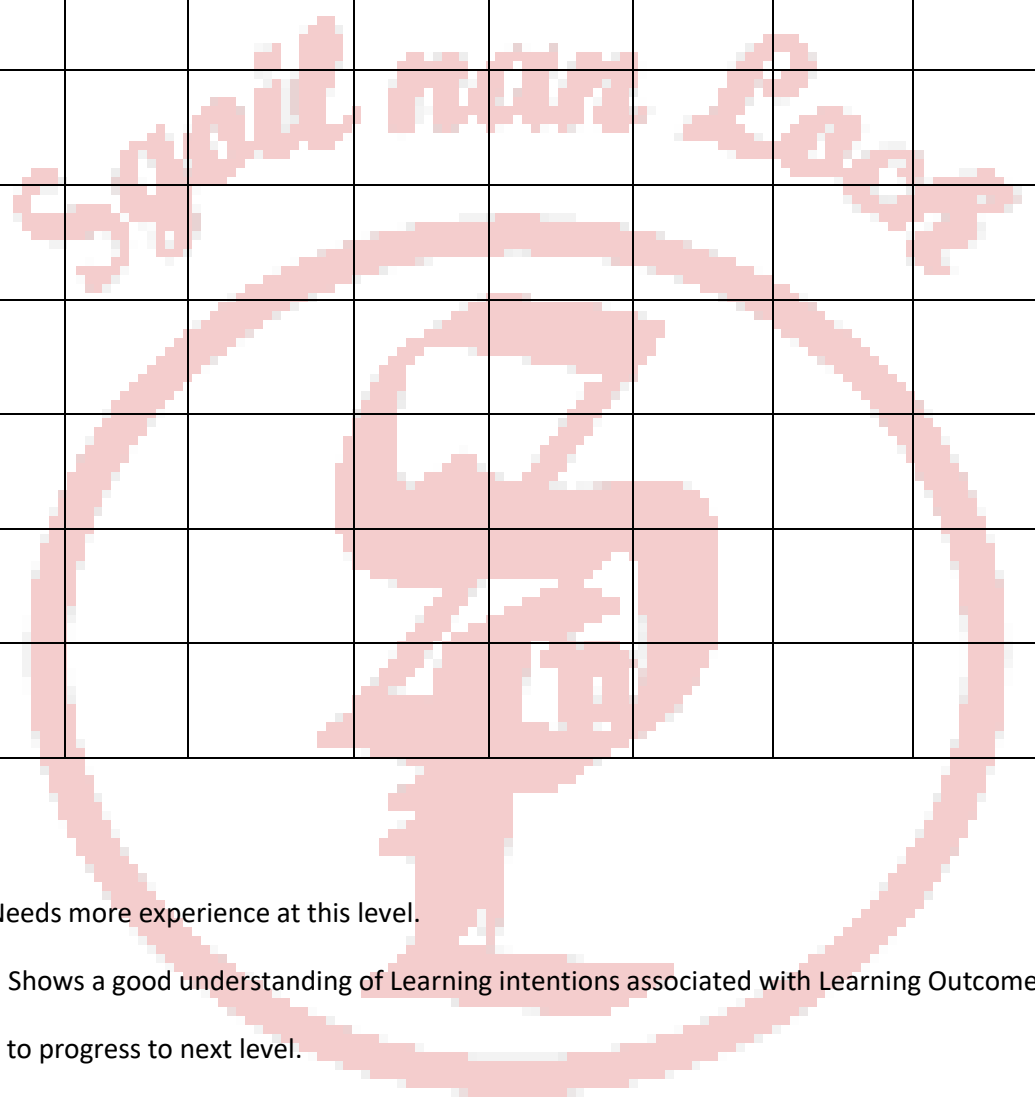 Sgoil nan Loch
Needs more experience at this level.
Shows a good understanding of Learning intentions associated with Learning Outcome
to progress to next level.